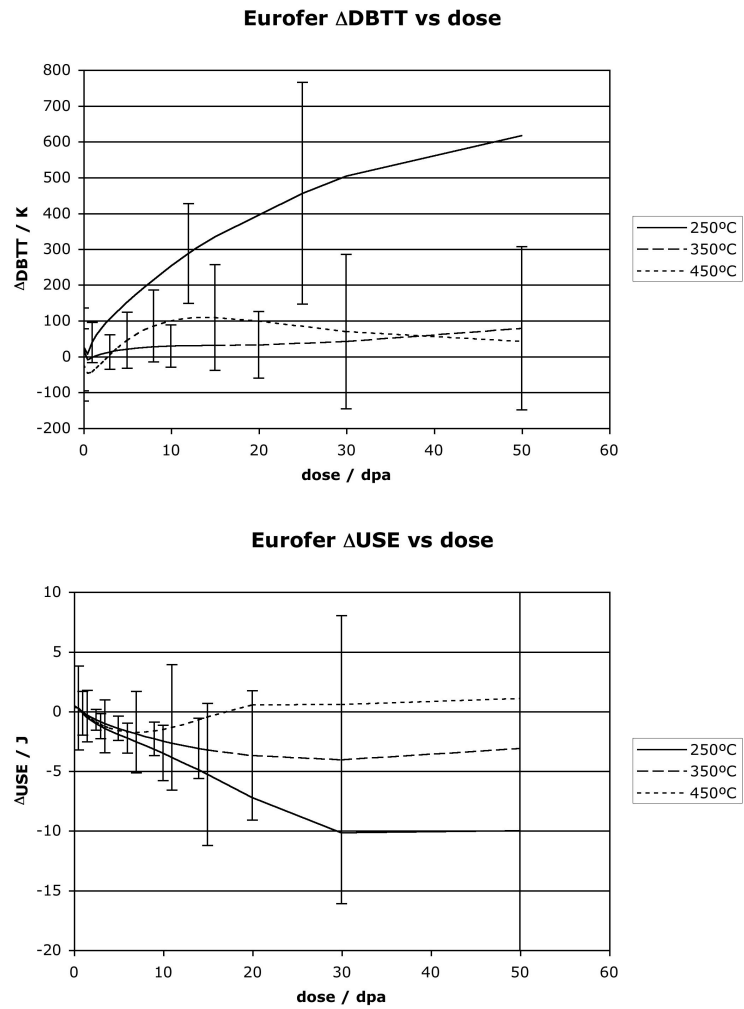 Eurofer ΔDBTT vs dose
800
700
600
500
400
300
200
100
0
-100
-200
ΔDBTT / K
0 10 20 30 40 50 60
dose / dpa
250ºC
350ºC
450ºC
Eurofer ΔUSE vs dose
10
5
0
-5
-10
-15
-20
ΔUSE / J
0 10 20 30 40 50 60
dose / dpa
250ºC
350ºC
450ºC